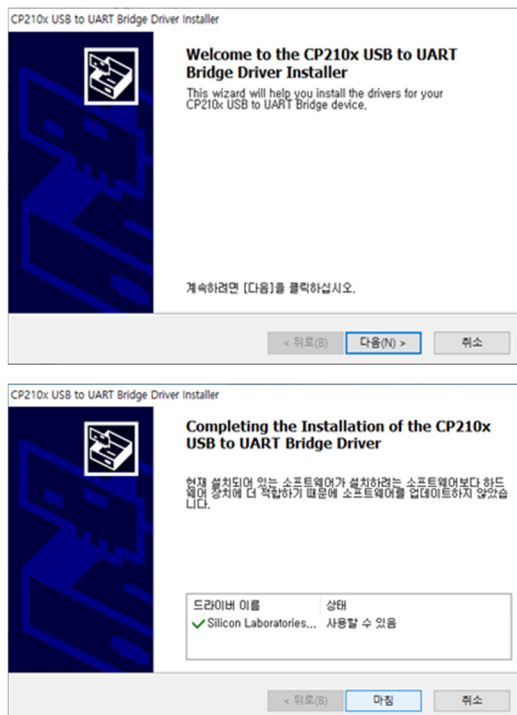 CP210x USB to UART Bridge Driver Installer
Welcome to the CP210x USB to UART
Bridge Driver Installer
This wizard will help you install the drivers for your
CP210x USB to UART Bridge device.
계속하려면 [다음]을 클릭하십시오.
< 뒤로(B)
다음(N) >
취소
CP210x USB to UART Bridge Driver Installer
Completing the Installation of the CP210x
USB to UART Bridge Driver
현재 설치되어 있는 소프트웨어가 설치하려는 소프트웨어보다 하드
웨어 장치에 더 적합하기 때문에 소프트웨어를 업데이트하지 않았습
니다.
드라이버 이름 상태
Silicon Laboratories... 사용할 수 있음
< 뒤로(B)
마침
취소